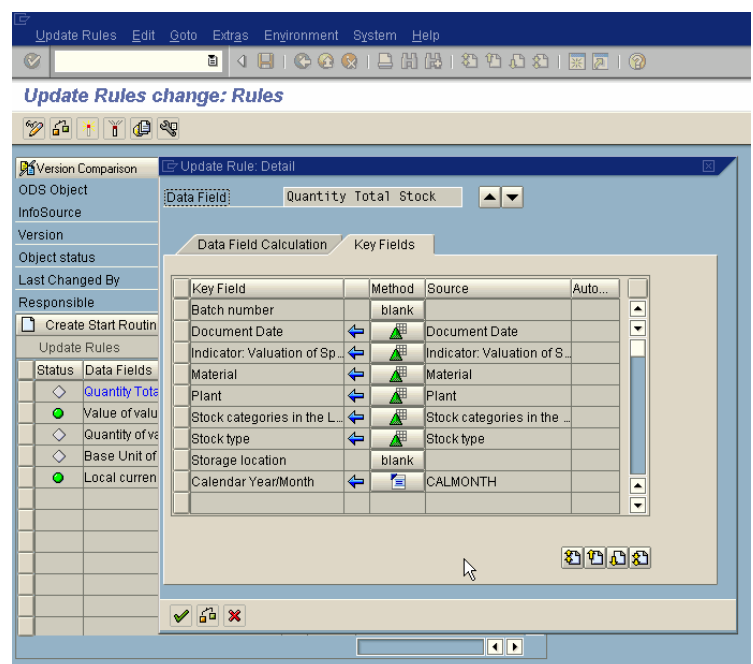 Update Rules Edit Goto Extras Environment System Help
Update Rules change: Rules
Version Comparison
ODS Object
InfoSource
Version
Object status
Last Changed By
Responsible
Create Start Routin
Update Rules
Status Data Fields
Quantity Tota
Value of valu
Quantity of va
Base Unit of
Local curren
Update Rule: Detail
Data Field Quantity Total Stock
Data Field Calculation Key Fields
Key Field Method Source Auto...
Batch number blank
Document Date Document Date
Indicator: Valuation of Sp... Indicator: Valuation of S...
Material Material
Plant Plant
Stock categories in the L... Stock categories in the ...
Stock type Stock type
Storage location blank
Calendar Year/Month CALMONTH